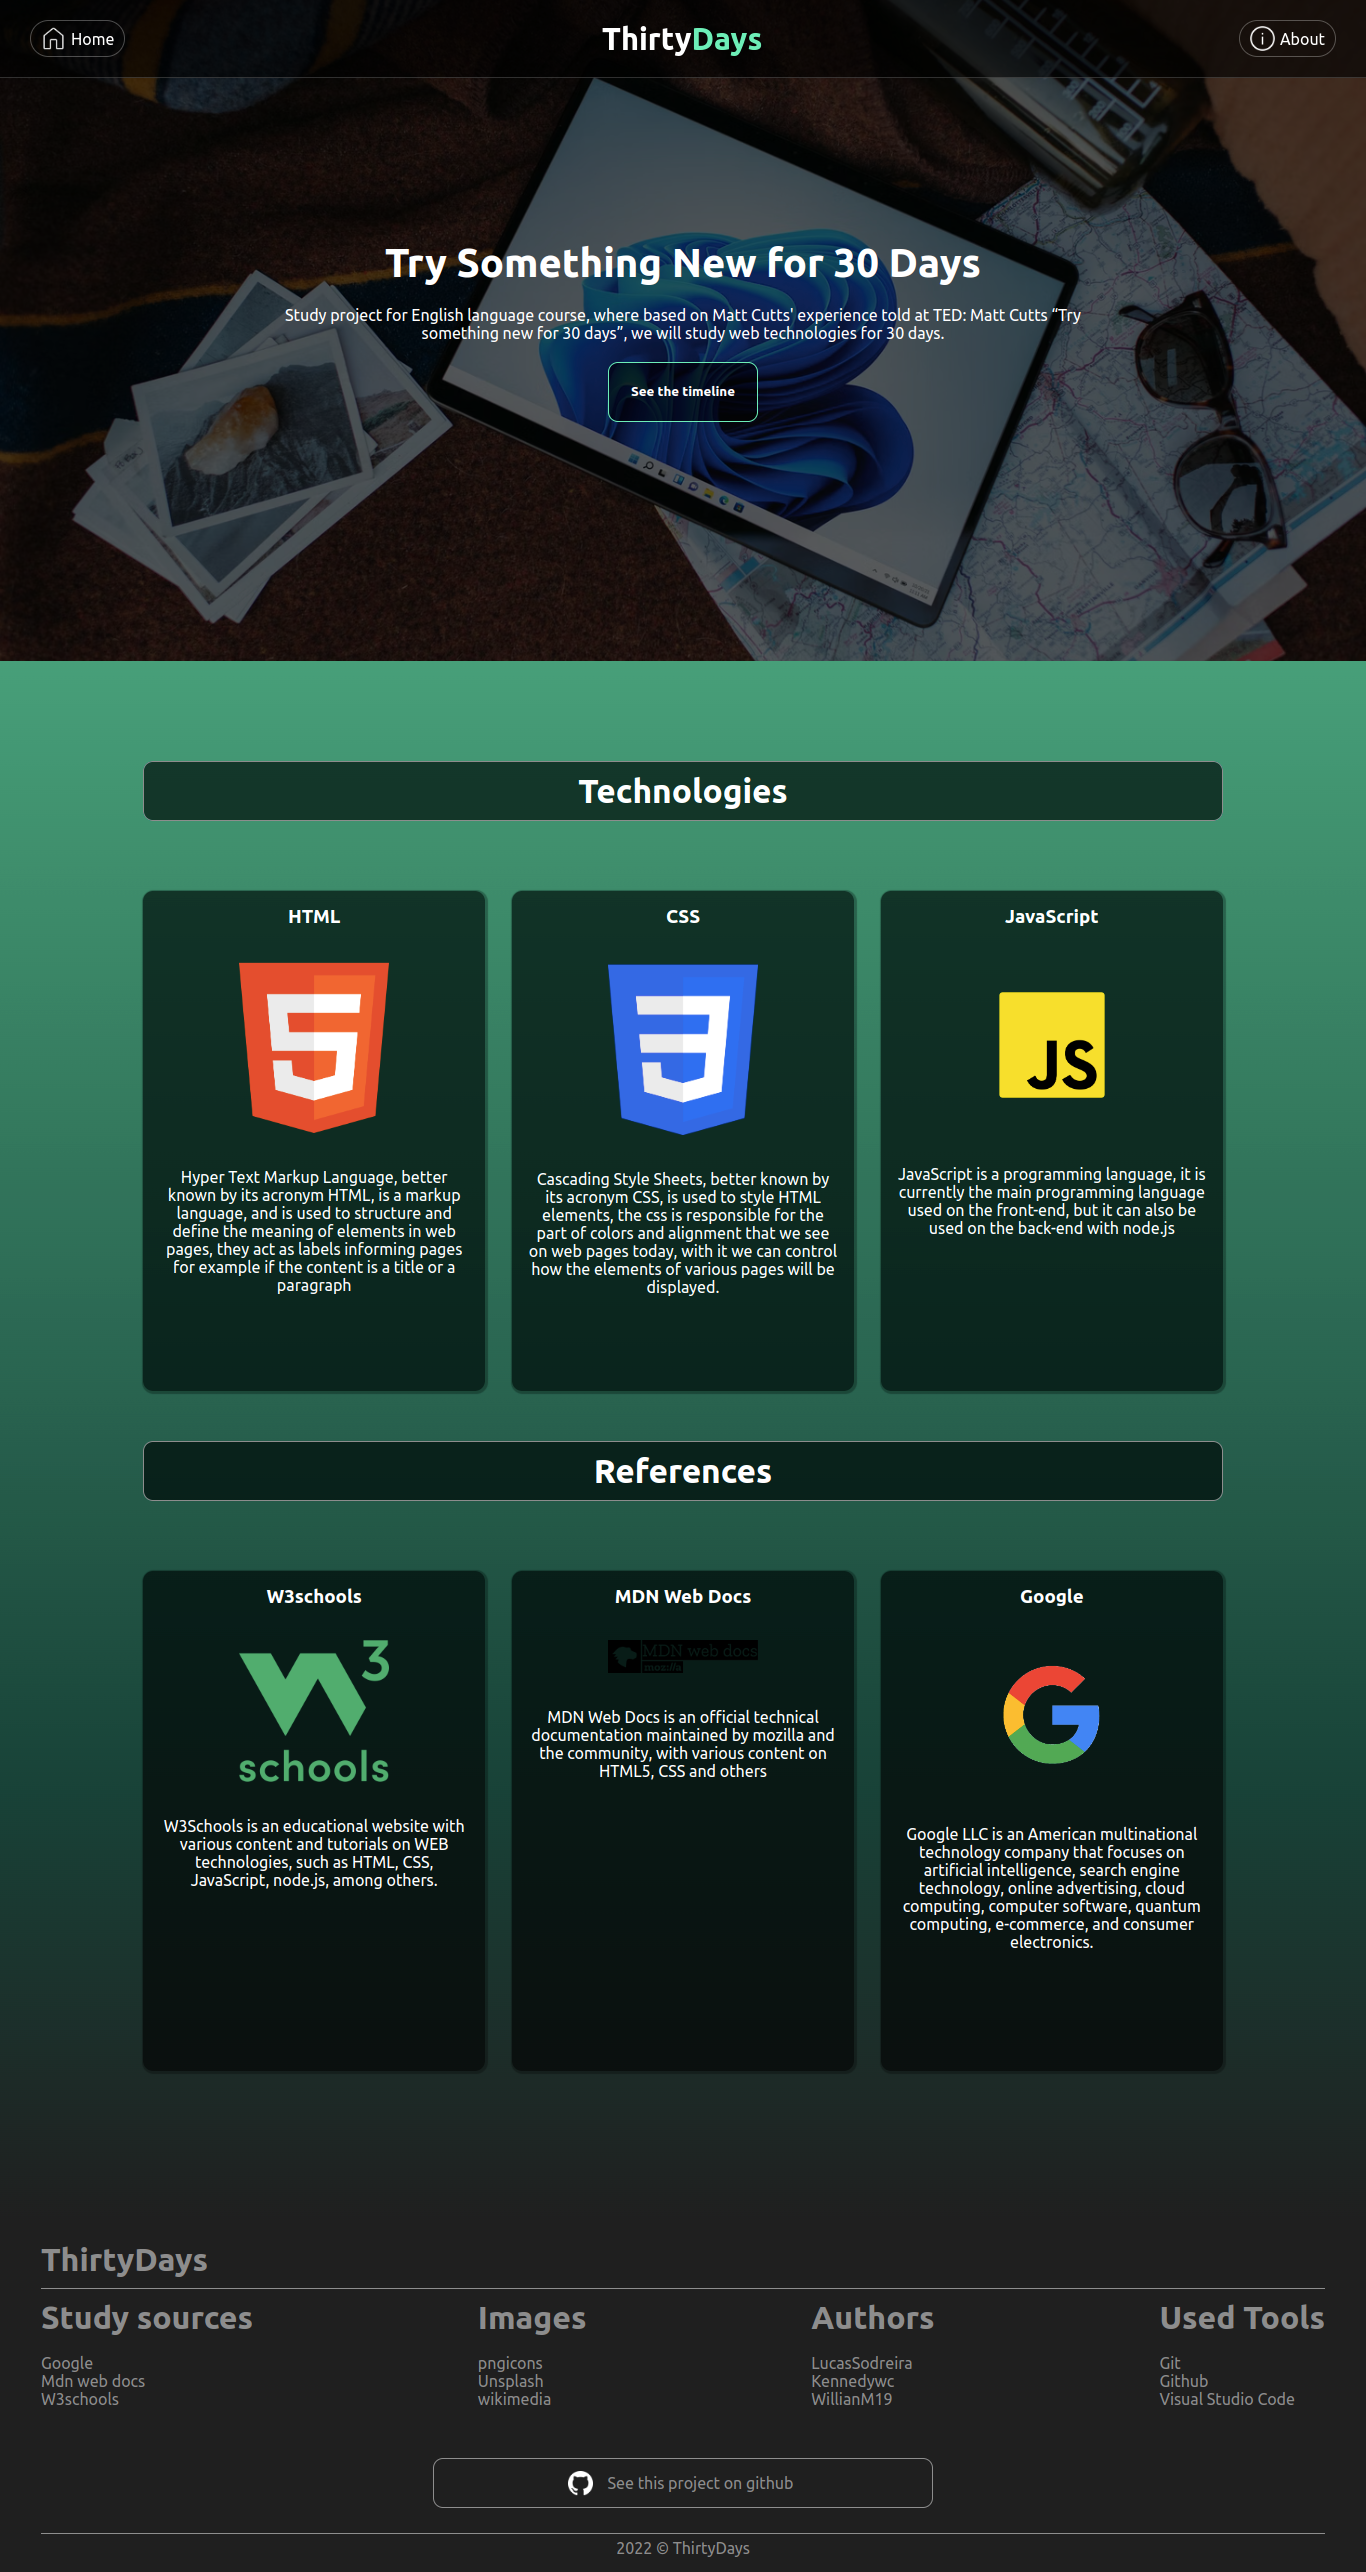 Home
ThirtyDays
About
Try Something New for 30 Days
Study project for English language course, where based on Matt Cutts' experience told at TED: Matt Cutts “Try
something new for 30 days”, we will study web technologies for 30 days.
See the timeline
Technologies
HTML
CSS
JavaScript
JS
Hyper Text Markup Language, better
known by its acronym HTML, is a markup
language, and is used to structure and
define the meaning of elements in web
pages, they act as labels informing pages
for example if the content is a title or a
paragraph
Cascading Style Sheets, better known by
its acronym CSS, is used to style HTML
elements, the css is responsible for the
part of colors and alignment that we see
on web pages today, with it we can control
how the elements of various pages will be
displayed.
JavaScript is a programming language, it is
currently the main programming language
used on the front-end, but it can also be
used on the back-end with node.js
References
W3schools
MDN Web Docs
Google
W3
schools
MDN web docs
moz://a
W3Schools is an educational website with
various content and tutorials on WEB
technologies, such as HTML, CSS,
JavaScript, node.js, among others.
MDN Web Docs is an official technical
documentation maintained by mozilla and
the community, with various content on
HTML5, CSS and others
Google LLC is an American multinational
technology company that focuses on
artificial intelligence, search engine
technology, online advertising, cloud
computing, computer software, quantum
computing, e-commerce, and consumer
electronics.
ThirtyDays
Study sources
Google
Mdn web docs
W3schools
Images
pngicons
Unsplash
wikimedia
Authors
LucasSodreira
Kennedywc
WillianM19
Used Tools
Git
Github
Visual Studio Code
See this project on github
2022 © ThirtyDays